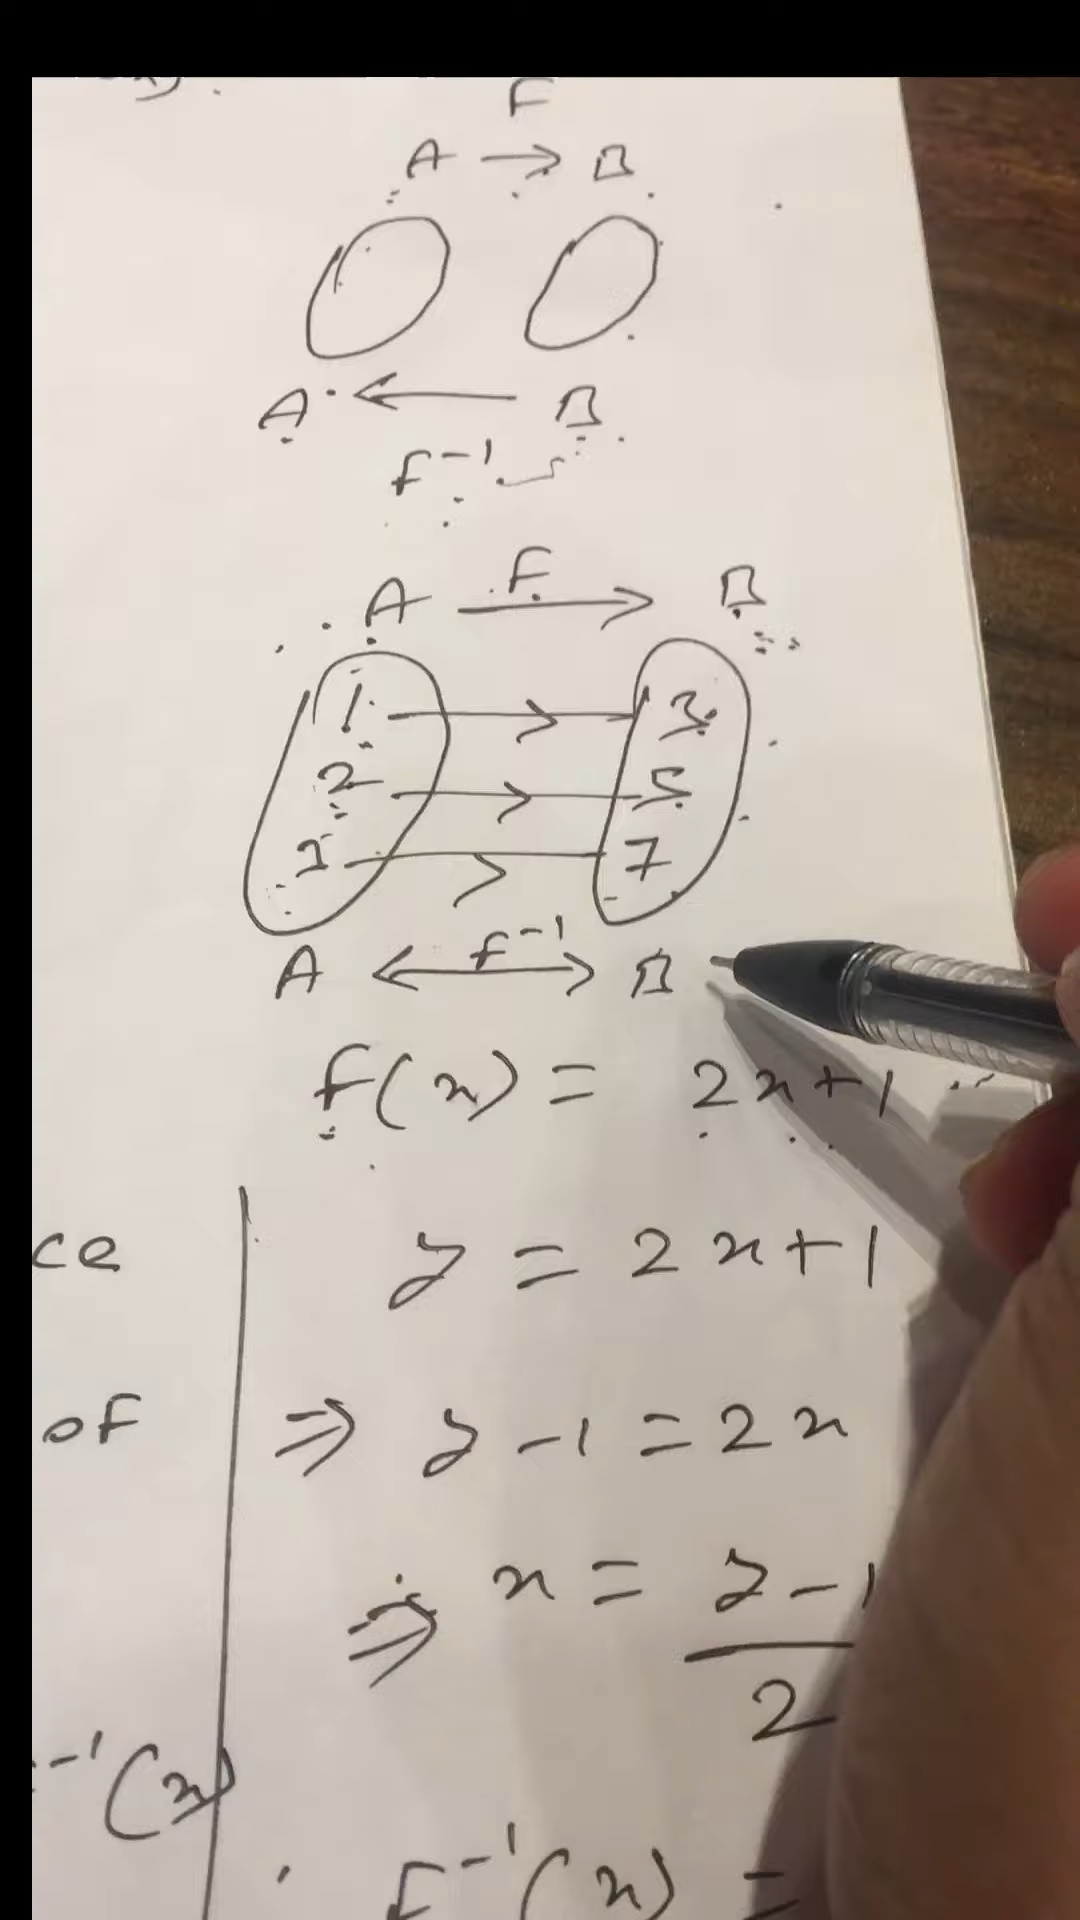 F
A → B
A ← B
F⁻¹
A F → B
1 → 3
2 → 5
3 → 7
A ↔ B
f⁻¹
f(x) = 2x+1
ce
y = 2x+1
of
⇒ y - 1 = 2x
⇒ x = y - 1
2
⁻¹(x)
F⁻¹(x) =